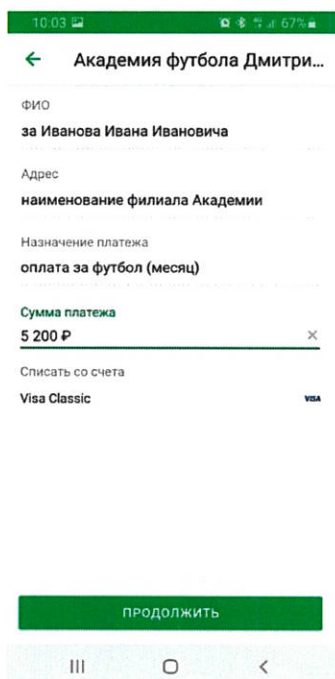 10:03 67%
Академия футбола Дмитри...
ФИО
за Иванова Ивана Ивановича
Адрес
наименование филиала Академии
Назначение платежа
оплата за футбол (месяц)
Сумма платежа
5 200 ₽ ×
Списать со счета
Visa Classic VISA
ПРОДОЛЖИТЬ